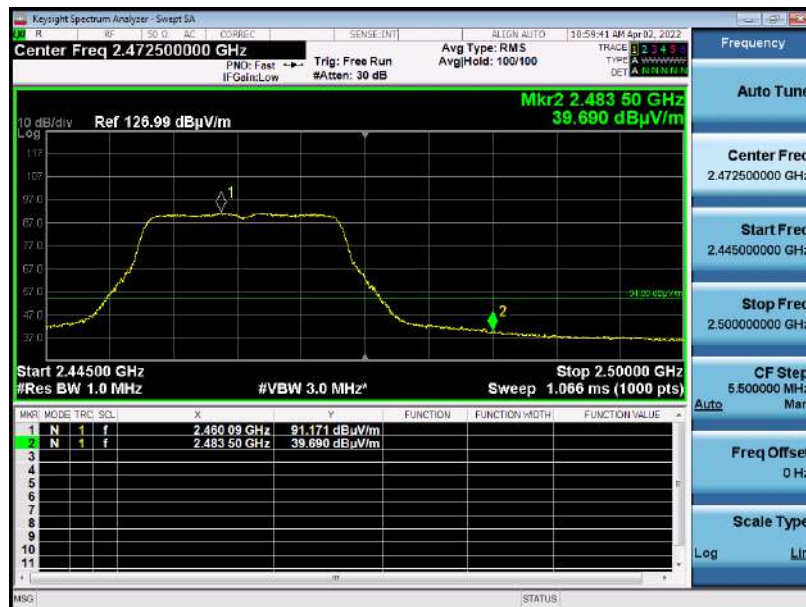 Keysight Spectrum Analyzer - Swept SA
R RF 50 Ω AC CORREC SENSE:INT ALIGN AUTO 10:59:41 AM Apr 02, 2022
Center Freq 2.472500000 GHz
PNO: Fast
IFGain:Low
Trig: Free Run
#Atten: 30 dB
Avg Type: RMS
Avg|Hold: 100/100
TRACE 1 2 3 4 5 6
TYPE A WWWWW
DET A N N N N N
Mkr2 2.483 50 GHz
39.690 dBµV/m
10 dB/div Ref 126.99 dBµV/m
Log
117
107
97.0
87.0
77.0
67.0
57.0
47.0
37.0
1
2
Start 2.44500 GHz Stop 2.50000 GHz
#Res BW 1.0 MHz #VBW 3.0 MHz* Sweep 1.066 ms (1000 pts)
MKR MODE TRC SCL X Y FUNCTION FUNCTION WIDTH FUNCTION VALUE
1 N 1 f 2.460 09 GHz 91.171 dBµV/m
2 N 1 f 2.483 50 GHz 39.690 dBµV/m
3
4
5
6
7
8
9
10
11
MSG STATUS
Frequency
Auto Tune
Center Freq
2.472500000 GHz
Start Freq
2.445000000 GHz
Stop Freq
2.500000000 GHz
CF Step
5.500000 MHz
Auto Man
Freq Offset
0 Hz
Scale Type
Log Lin